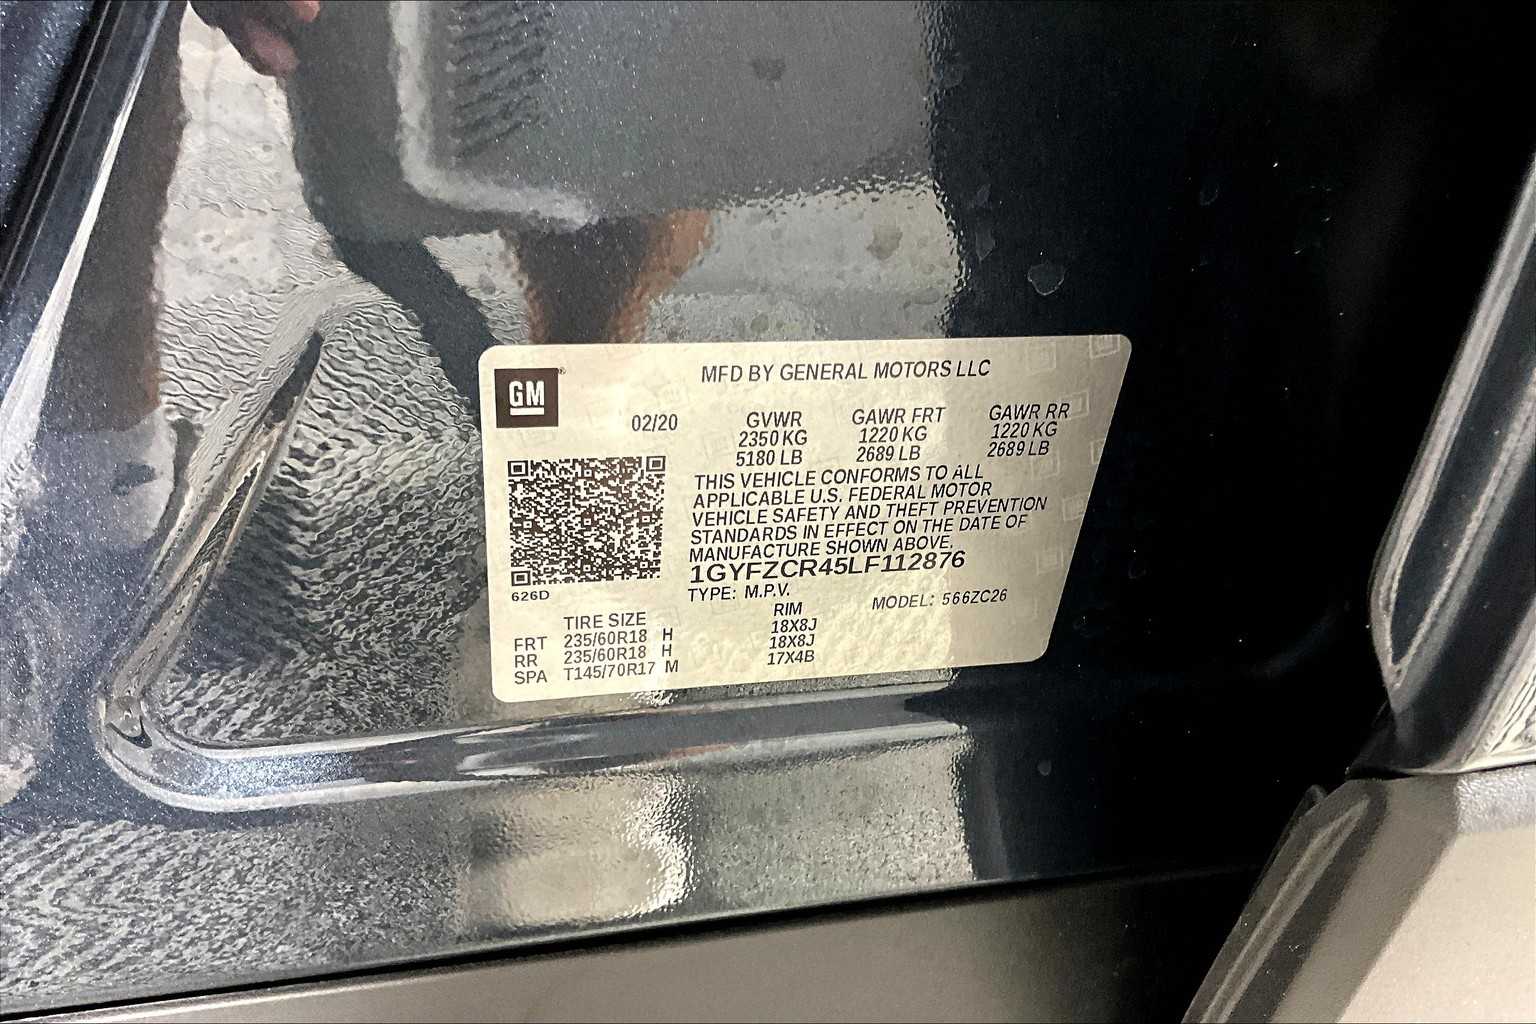 MFD BY GENERAL MOTORS LLC
GM®
02/20 GVWR GAWR FRT GAWR RR
2350 KG 1220 KG 1220 KG
5180 LB 2689 LB 2689 LB
THIS VEHICLE CONFORMS TO ALL
APPLICABLE U.S. FEDERAL MOTOR
VEHICLE SAFETY AND THEFT PREVENTION
STANDARDS IN EFFECT ON THE DATE OF
MANUFACTURE SHOWN ABOVE.
1GYFZCR45LF112876
626D
TYPE: M.P.V. MODEL: 566ZC26
TIRE SIZE RIM
FRT 235/60R18 H 18X8J
RR 235/60R18 H 18X8J
SPA T145/70R17 M 17X4B